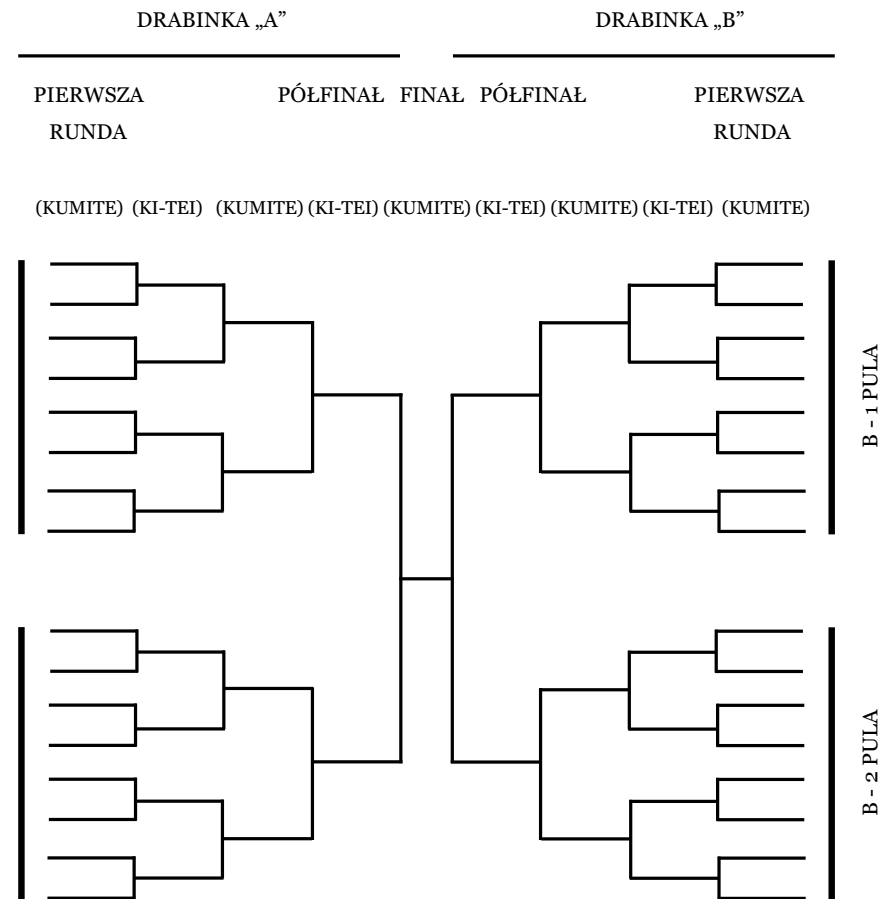 DRABINKA „A” DRABINKA „B”
PIERWSZA PÓŁFINAŁ FINAŁ PÓŁFINAŁ PIERWSZA
RUNDA RUNDA
(KUMITE) (KI-TEI) (KUMITE) (KI-TEI) (KUMITE) (KI-TEI) (KUMITE) (KI-TEI) (KUMITE)
B - 1 PULA
B - 2 PULA